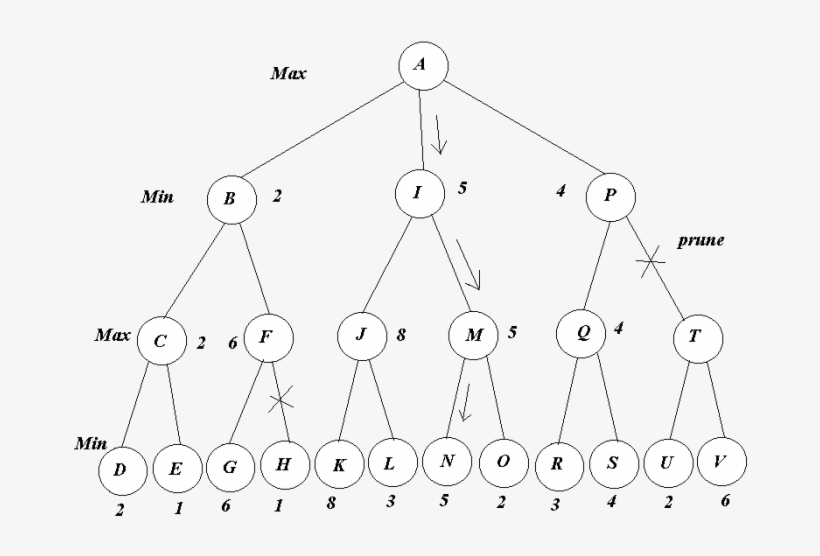 Max A
Min B 2 I 5 4 P
prune
Max C 2 6 F J 8 M 5 Q 4 T
Min D E G H K L N O R S U V
2 1 6 1 8 3 5 2 3 4 2 6